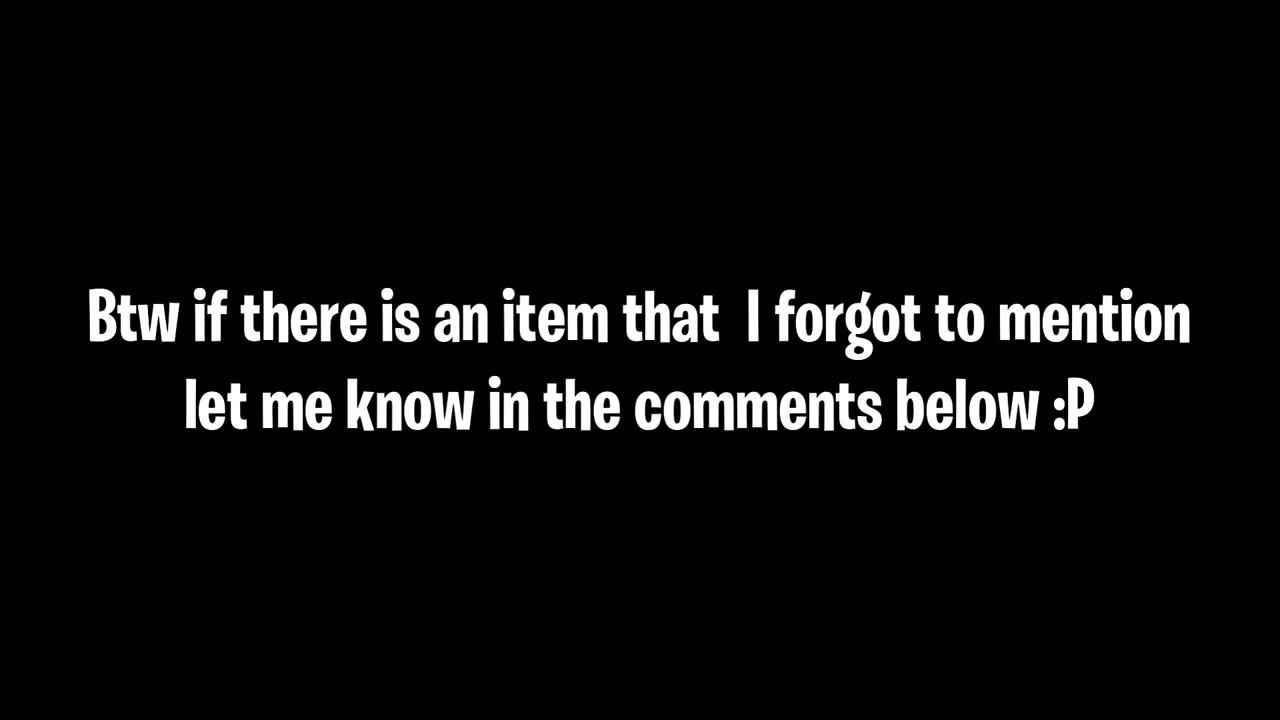 Btw if there is an item that  I forgot to mention
let me know in the comments below :P